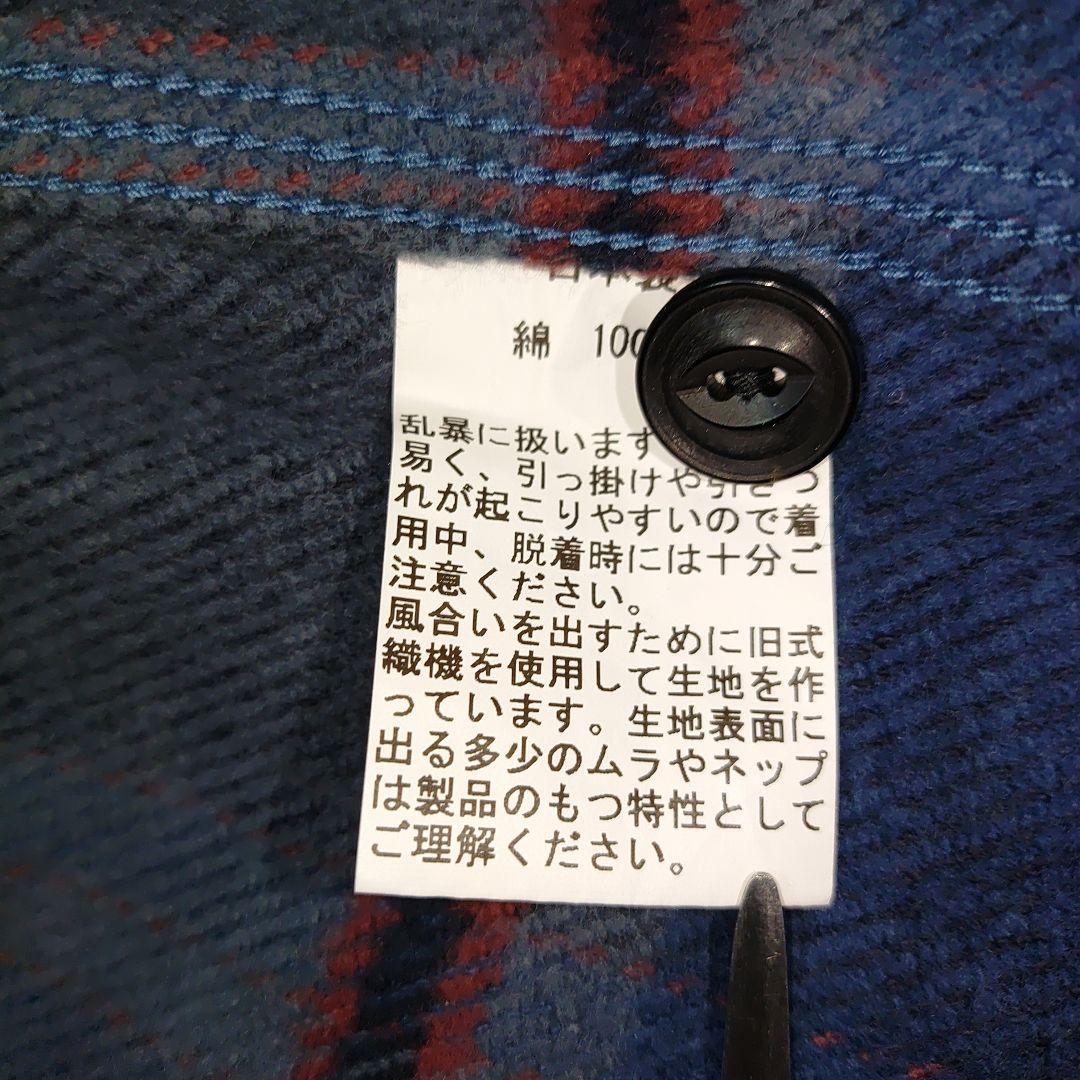 日本製
綿 100
乱暴に扱います
易く、引っ掛けや引きつ
れが起こりやすいので着
用中、脱着時には十分ご
注意ください。
風合いを出すために旧式
織機を使用して生地を作
っています。生地表面に
出る多少のムラやネップ
は製品のもつ特性として
ご理解ください。